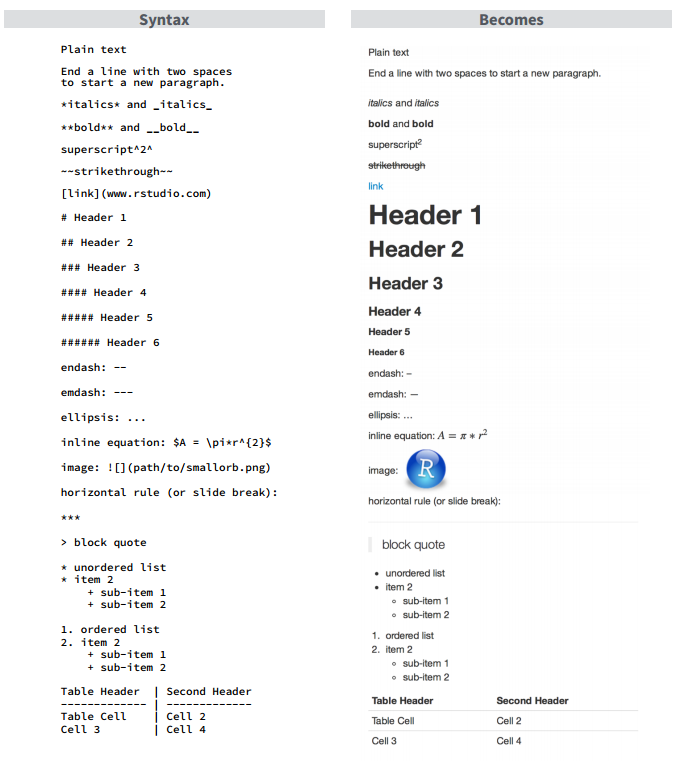 Syntax
Plain text
End a line with two spaces
to start a new paragraph.
*italics* and _italics_
**bold** and __bold__
superscript^2^
~~strikethrough~~
[link](www.rstudio.com)
# Header 1
## Header 2
### Header 3
#### Header 4
##### Header 5
###### Header 6
endash: --
emdash: ---
ellipsis: ...
inline equation: $A = \pi*r^{2}$
image: ![](path/to/smallorb.png)
horizontal rule (or slide break):
***
> block quote
* unordered list
* item 2
    + sub-item 1
    + sub-item 2
1. ordered list
2. item 2
    + sub-item 1
    + sub-item 2
Table Header  | Second Header
------------- | -------------
Table Cell    | Cell 2
Cell 3        | Cell 4
Becomes
Plain text
End a line with two spaces to start a new paragraph.
italics and italics
bold and bold
superscript²
strikethrough
link
Header 1
Header 2
Header 3
Header 4
Header 5
Header 6
endash: –
emdash: —
ellipsis: …
inline equation: A = π * r²
image: R
horizontal rule (or slide break):
block quote
• unordered list
• item 2
◦ sub-item 1
◦ sub-item 2
1. ordered list
2. item 2
◦ sub-item 1
◦ sub-item 2
Table Header Second Header
Table Cell Cell 2
Cell 3 Cell 4